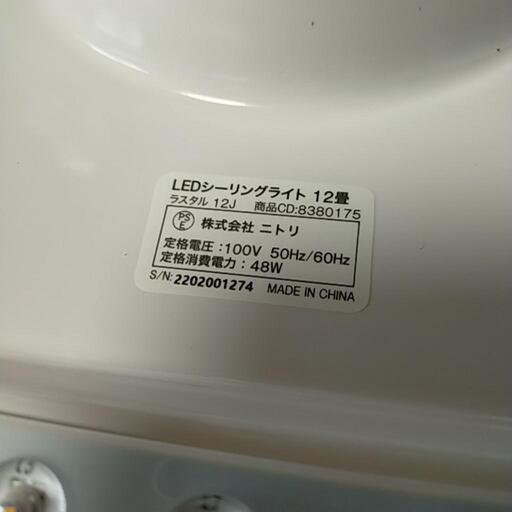 LEDシーリングライト 12畳
ラスタル 12J 商品CD:8380175
PS
E 株式会社 ニトリ
定格電圧:100V 50Hz/60Hz
定格消費電力:48W
S/N:2202001274 MADE IN CHINA